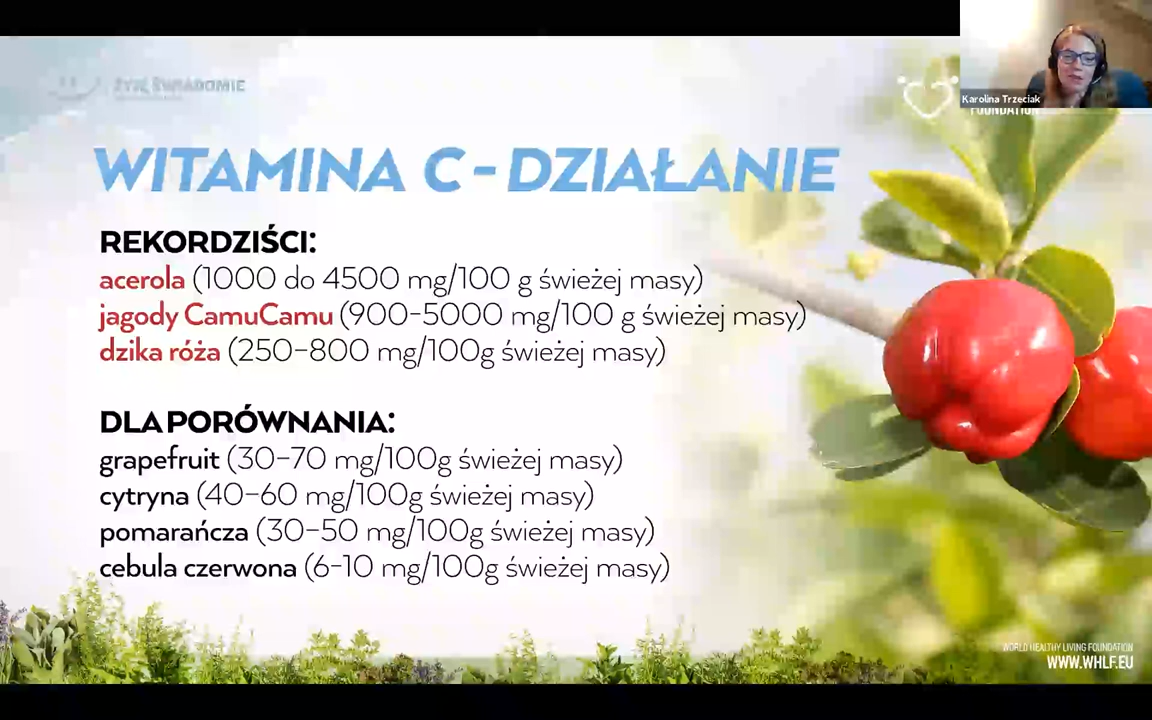 ŻYJĘ ŚWIADOMIE
Karolina Trzeciak
FOUNDATION
WITAMINA C - DZIAŁANIE
REKORDZIŚCI:
acerola (1000 do 4500 mg/100 g świeżej masy)
jagody CamuCamu (900-5000 mg/100 g świeżej masy)
dzika róża (250-800 mg/100g świeżej masy)
DLA PORÓWNANIA:
grapefruit (30-70 mg/100g świeżej masy)
cytryna (40-60 mg/100g świeżej masy)
pomarańcza (30-50 mg/100g świeżej masy)
cebula czerwona (6-10 mg/100g świeżej masy)
WORLD HEALTHY LIVING FOUNDATION
WWW.WHLF.EU